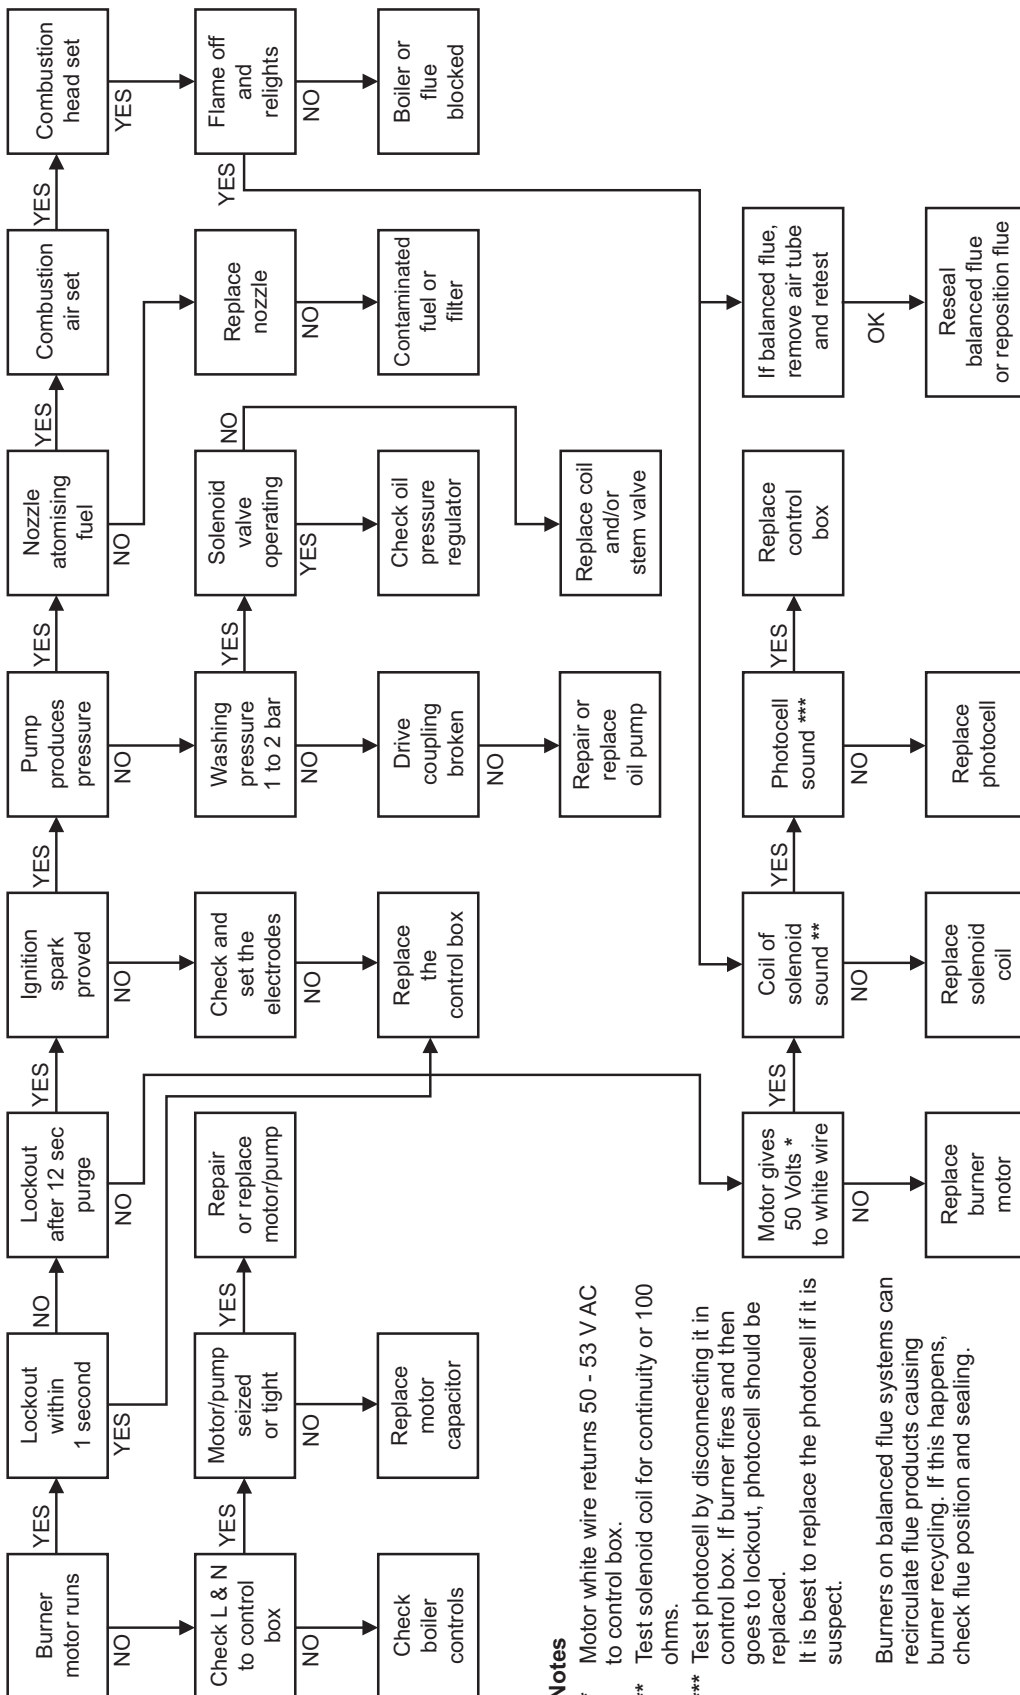 Burner
motor runs
YES
Lockout
within
1 second
NO
Lockout
after 12 sec
purge
YES
Ignition
spark
proved
YES
Pump
produces
pressure
YES
Nozzle
atomising
fuel
YES
Combustion
air set
YES
Combustion
head set
NO
YES
NO
NO
NO
NO
YES
Check L & N
to control
box
YES
Motor/pump
seized
or tight
YES
Repair
or replace
motor/pump
Check and
set the
electrodes
Washing
pressure
1 to 2 bar
YES
Solenoid
valve
operating
NO
Replace
nozzle
YES
Flame off
and
relights
NO
NO
NO
NO
YES
NO
NO
Check
boiler
controls
Replace
motor
capacitor
Replace
the
control box
Drive
coupling
broken
Check oil
pressure
regulator
Contaminated
fuel or
filter
Boiler or
flue
blocked
NO
Repair or
replace
oil pump
Replace coil
and/or
stem valve
Motor gives
50 Volts *
to white wire
YES
Coil of
solenoid
sound **
YES
Photocell
sound ***
YES
Replace
control
box
If balanced flue,
remove air tube
and retest
NO
NO
NO
OK
Replace
burner
motor
Replace
solenoid
coil
Replace
photocell
Reseal
balanced flue
or reposition flue
Notes
* Motor white wire returns 50 - 53 V AC
to control box.
** Test solenoid coil for continuity or 100
ohms.
*** Test photocell by disconnecting it in
control box. If burner fires and then
goes to lockout, photocell should be
replaced.
It is best to replace the photocell if it is
suspect.
Burners on balanced flue systems can
recirculate flue products causing
burner recycling. If this happens,
check flue position and sealing.